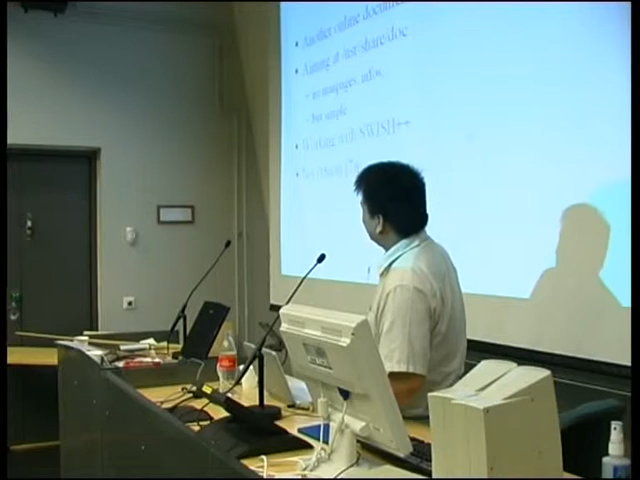 Another online document
Aiming at /usr/share/doc
– no manpages, infos,
– but simple
Working with SWISH++